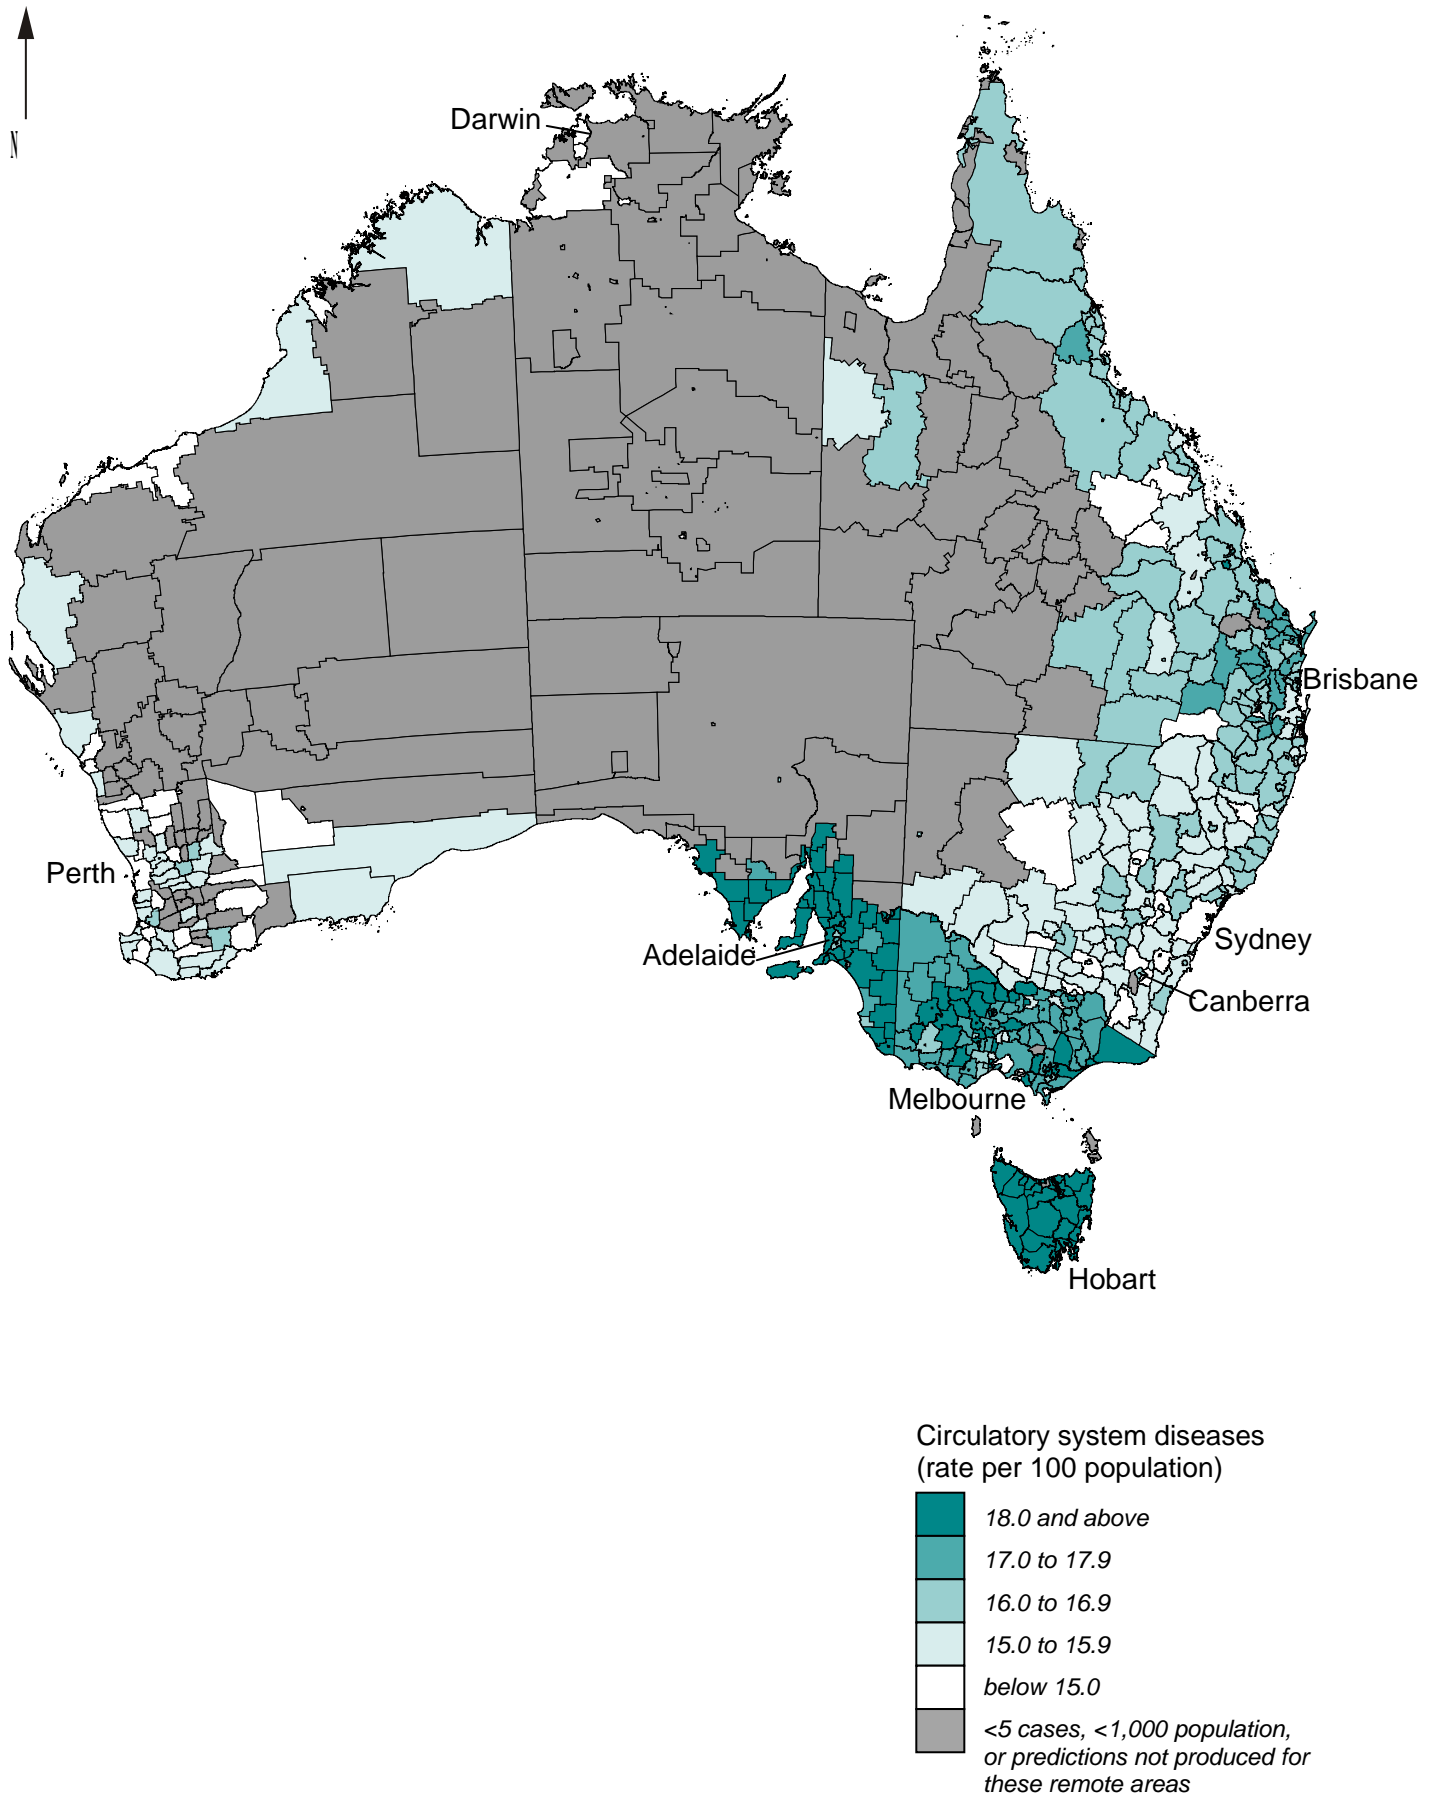 N
Darwin
Brisbane
Perth
Adelaide
Sydney
Canberra
Melbourne
Hobart
Circulatory system diseases
(rate per 100 population)
18.0 and above
17.0 to 17.9
16.0 to 16.9
15.0 to 15.9
below 15.0
<5 cases, <1,000 population,
or predictions not produced for
these remote areas